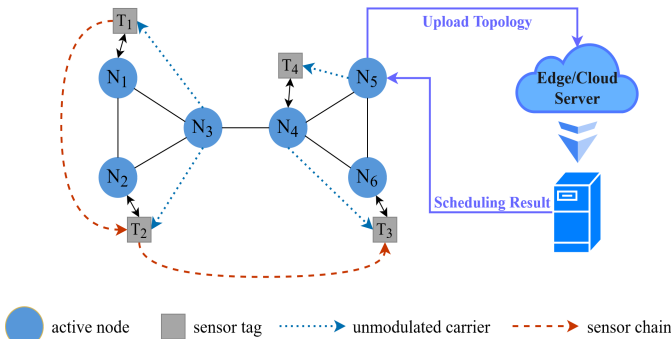 T1
Upload Topology
N1
T4
N5
Edge/Cloud
Server
N3
N4
N2
N6
Scheduling Result
T2
T3
active node
sensor tag
unmodulated carrier
sensor chain